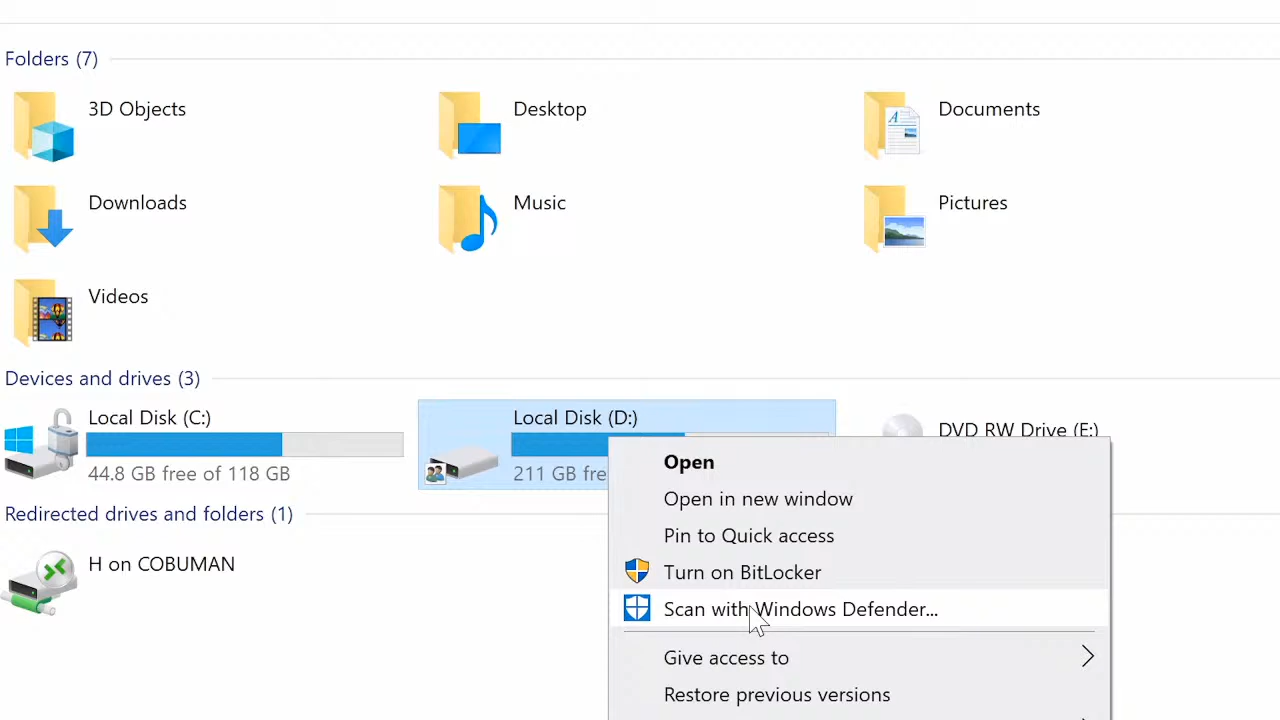 Folders (7)
3D Objects
Desktop
Documents
Downloads
Music
Pictures
Videos
Devices and drives (3)
Local Disk (C:)
44.8 GB free of 118 GB
Local Disk (D:)
211 GB fre
DVD RW Drive (E:)
Open
Open in new window
Pin to Quick access
Turn on BitLocker
Scan with Windows Defender...
Give access to
Restore previous versions
Redirected drives and folders (1)
H on COBUMAN